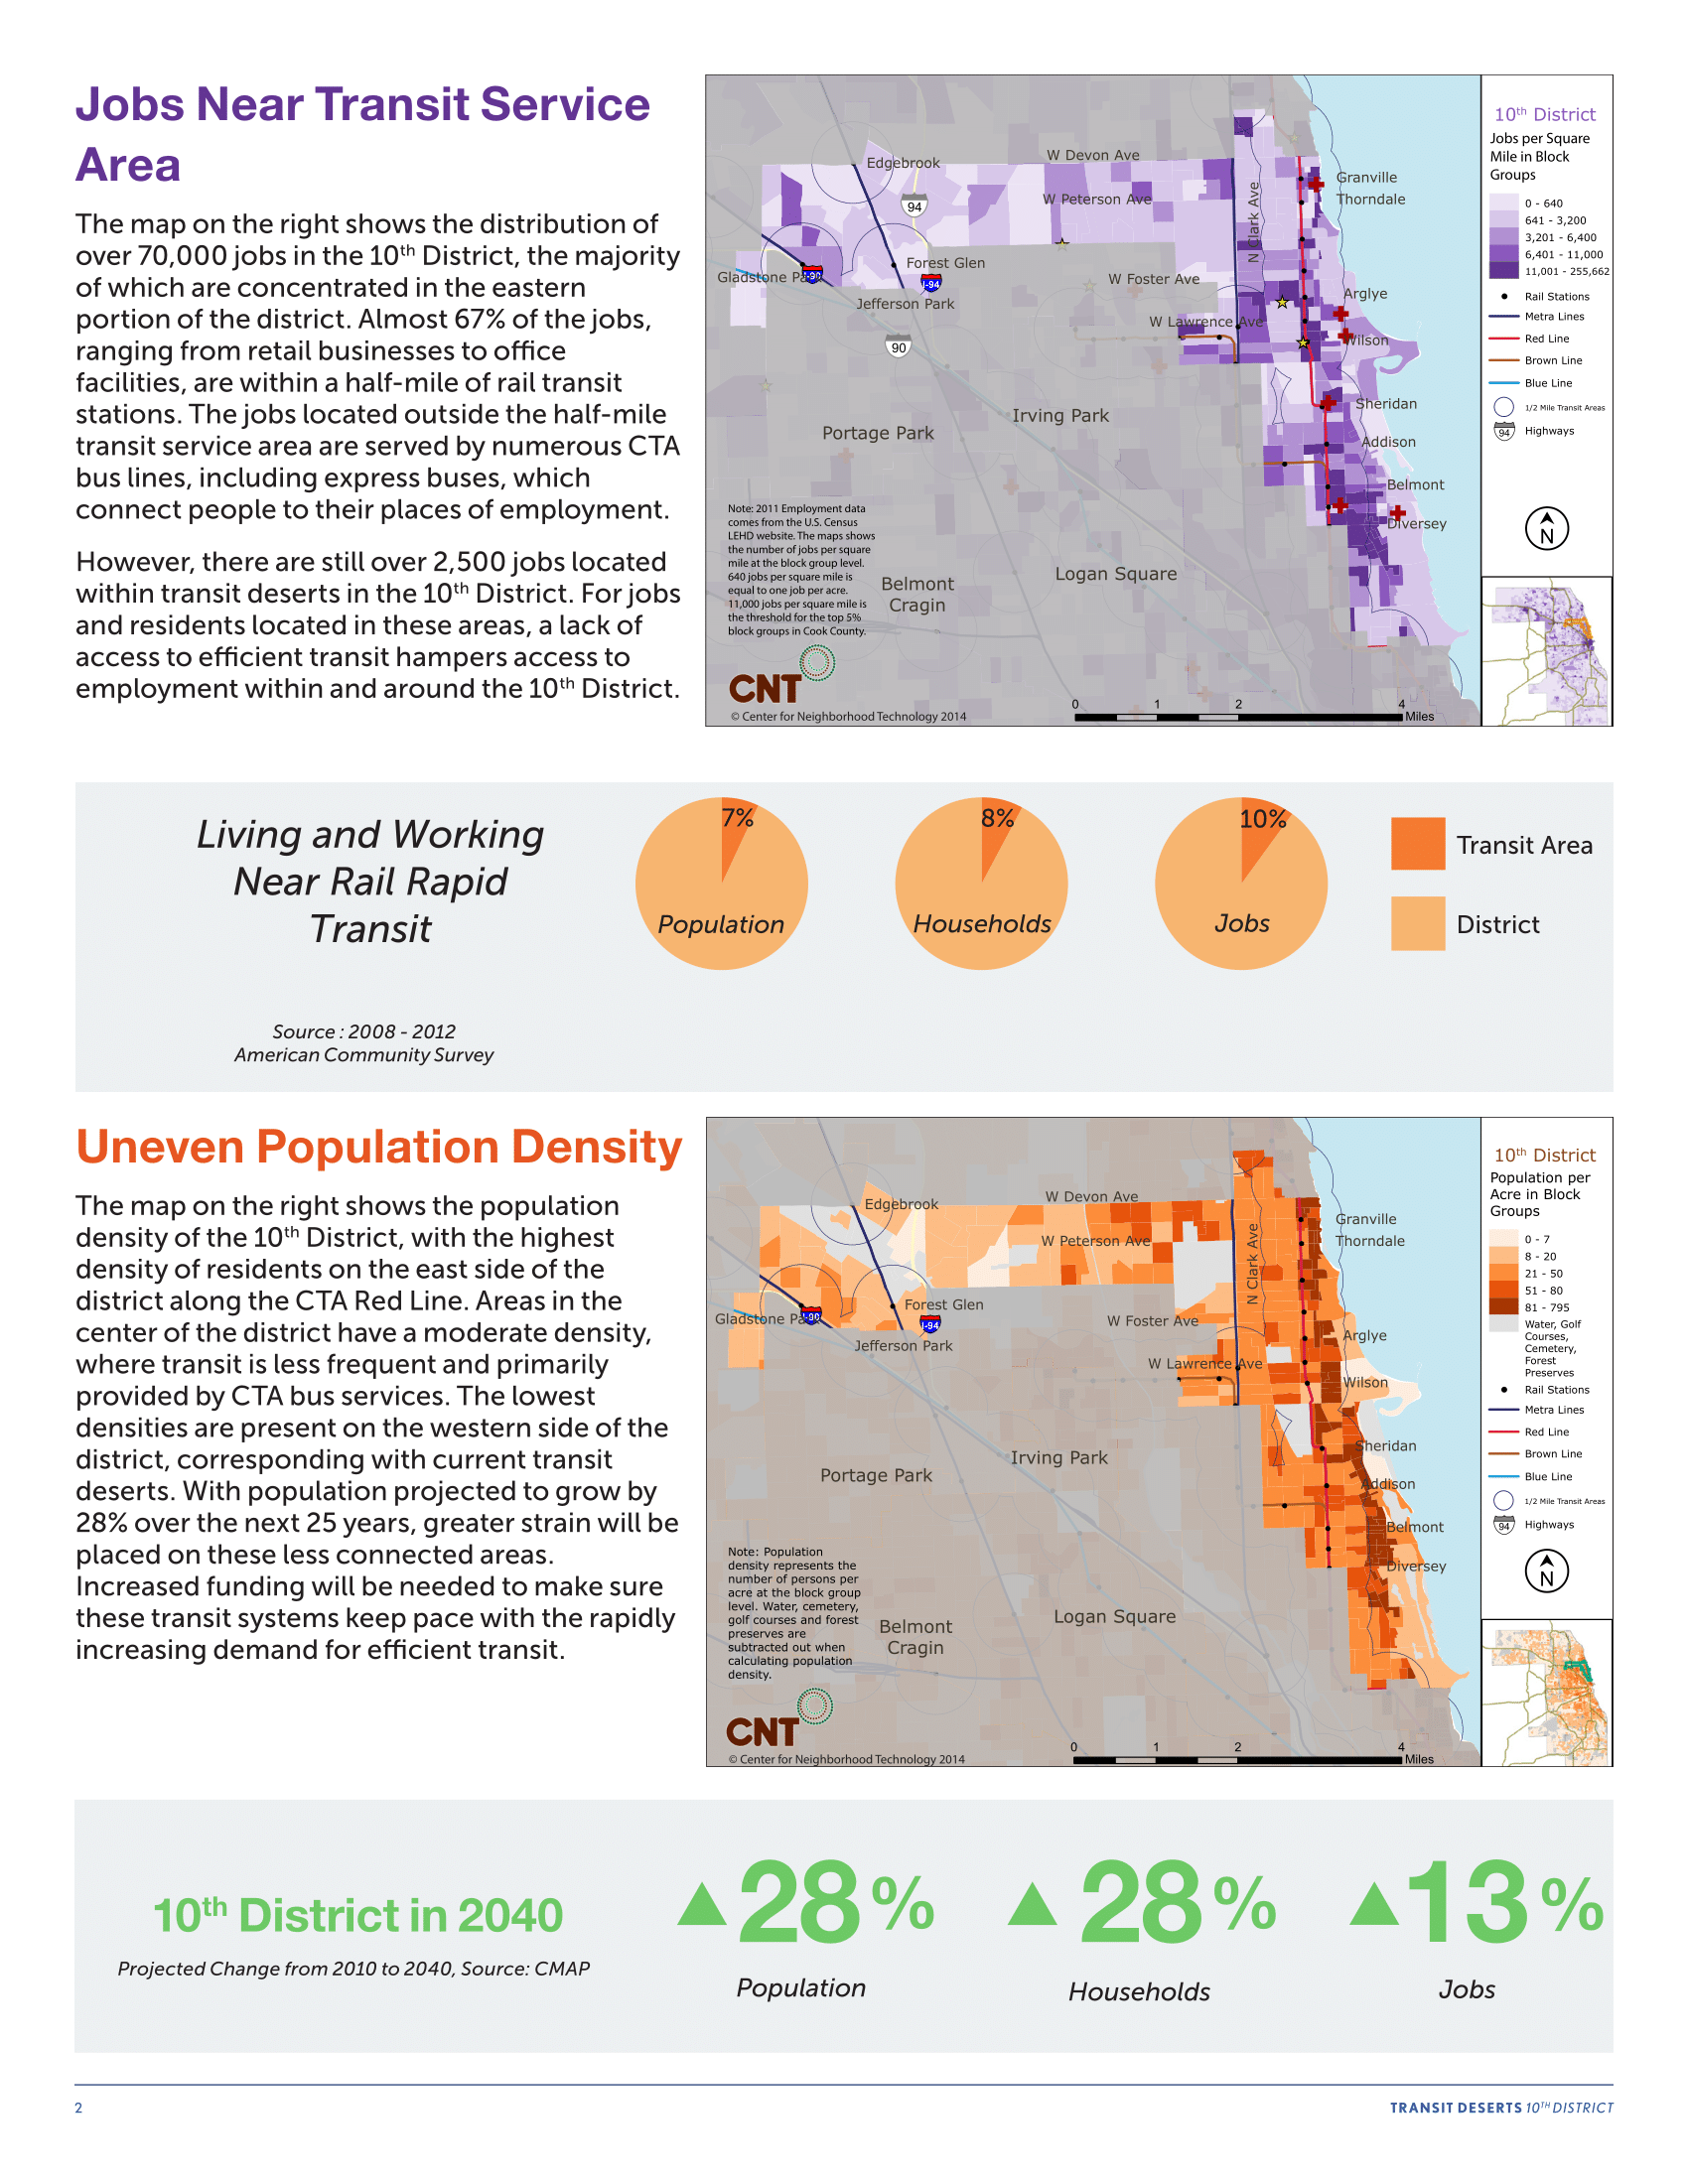 Jobs Near Transit Service
Area
The map on the right shows the distribution of
over 70,000 jobs in the 10th District, the majority
of which are concentrated in the eastern
portion of the district. Almost 67% of the jobs,
ranging from retail businesses to office
facilities, are within a half-mile of rail transit
stations. The jobs located outside the half-mile
transit service area are served by numerous CTA
bus lines, including express buses, which
connect people to their places of employment.
However, there are still over 2,500 jobs located
within transit deserts in the 10th District. For jobs
and residents located in these areas, a lack of
access to efficient transit hampers access to
employment within and around the 10th District.
Edgebrook
W Devon Ave
94
W Peterson Ave
N Clark Ave
Granville
Thorndale
Gladstone Pa
I-90
Forest Glen
I-94
Jefferson Park
W Foster Ave
Arglye
W Lawrence Ave
Wilson
90
Sheridan
Irving Park
Portage Park
Addison
Belmont
Diversey
Logan Square
Belmont
Cragin
Note: 2011 Employment data
comes from the U.S. Census
LEHD website. The maps shows
the number of jobs per square
mile at the block group level.
640 jobs per square mile is
equal to one job per acre.
11,000 jobs per square mile is
the threshold for the top 5%
block groups in Cook County.
CNT
© Center for Neighborhood Technology 2014
0 1 2 4
Miles
10th District
Jobs per Square
Mile in Block
Groups
0 - 640
641 - 3,200
3,201 - 6,400
6,401 - 11,000
11,001 - 255,662
Rail Stations
Metra Lines
Red Line
Brown Line
Blue Line
1/2 Mile Transit Areas
94 Highways
N
Living and Working
Near Rail Rapid
Transit
Source : 2008 - 2012
American Community Survey
7%
Population
8%
Households
10%
Jobs
Transit Area
District
Uneven Population Density
The map on the right shows the population
density of the 10th District, with the highest
density of residents on the east side of the
district along the CTA Red Line. Areas in the
center of the district have a moderate density,
where transit is less frequent and primarily
provided by CTA bus services. The lowest
densities are present on the western side of the
district, corresponding with current transit
deserts. With population projected to grow by
28% over the next 25 years, greater strain will be
placed on these less connected areas.
Increased funding will be needed to make sure
these transit systems keep pace with the rapidly
increasing demand for efficient transit.
Edgebrook
W Devon Ave
W Peterson Ave
N Clark Ave
Granville
Thorndale
Gladstone Pa
I-90
Forest Glen
I-94
Jefferson Park
W Foster Ave
Arglye
W Lawrence Ave
Wilson
Sheridan
Irving Park
Portage Park
Addison
Belmont
Diversey
Logan Square
Belmont
Cragin
Note: Population
density represents the
number of persons per
acre at the block group
level. Water, cemetery,
golf courses and forest
preserves are
subtracted out when
calculating population
density.
CNT
© Center for Neighborhood Technology 2014
0 1 2 4
Miles
10th District
Population per
Acre in Block
Groups
0 - 7
8 - 20
21 - 50
51 - 80
81 - 795
Water, Golf
Courses,
Cemetery,
Forest
Preserves
Rail Stations
Metra Lines
Red Line
Brown Line
Blue Line
1/2 Mile Transit Areas
94 Highways
N
10th District in 2040
Projected Change from 2010 to 2040, Source: CMAP
28%
Population
28%
Households
13%
Jobs
2
TRANSIT DESERTS 10TH DISTRICT